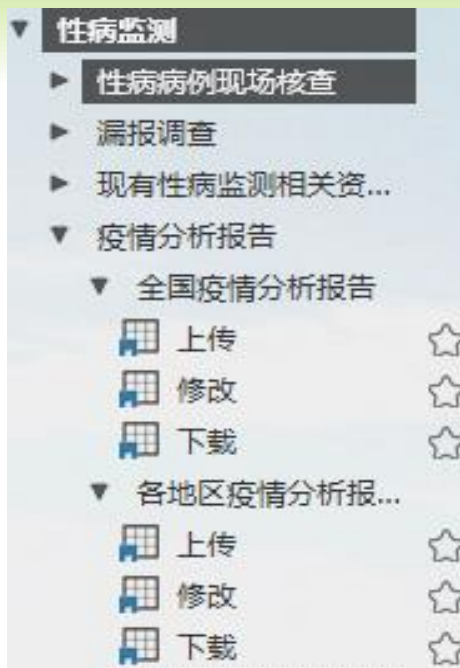 性病监测
性病病例现场核查
漏报调查
现有性病监测相关资...
疫情分析报告
全国疫情分析报告
上传
修改
下载
各地区疫情分析报...
上传
修改
下载